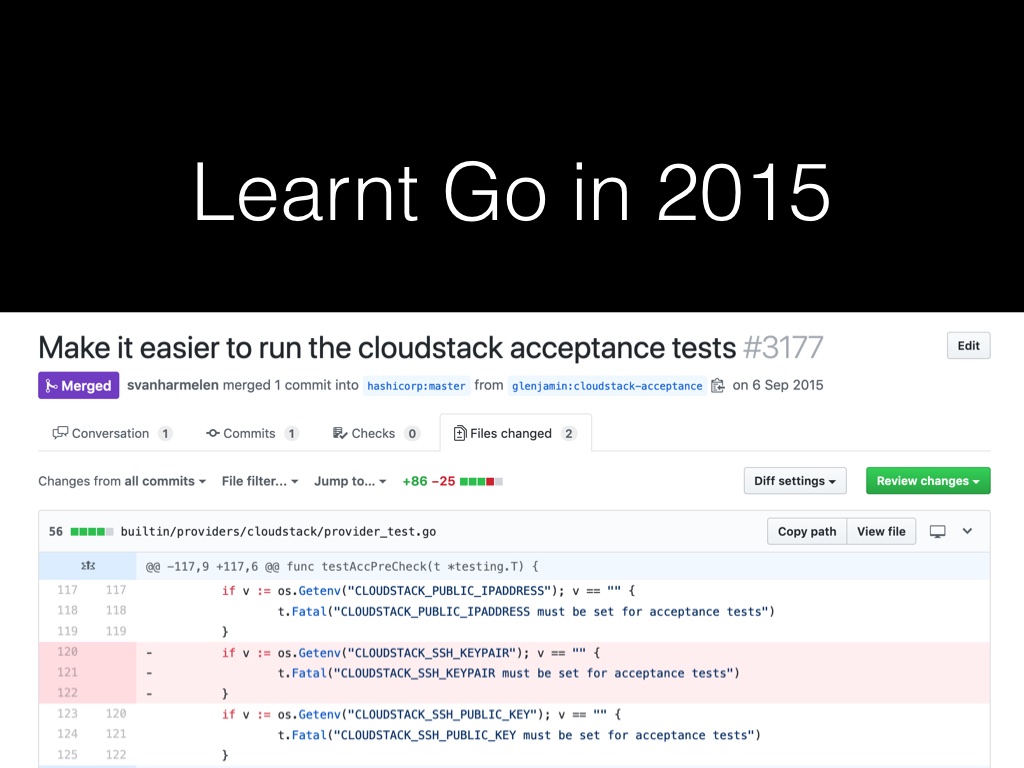 Learnt Go in 2015
Make it easier to run the cloudstack acceptance tests #3177
Edit
Merged svanharmelen merged 1 commit into hashicorp:master from glenjamin:cloudstack-acceptance on 6 Sep 2015
Conversation 1 Commits 1 Checks 0 Files changed 2
Changes from all commits File filter... Jump to... +86 −25 Diff settings Review changes
56 builtin/providers/cloudstack/provider_test.go Copy path View file
@@ -117,9 +117,6 @@ func testAccPreCheck(t *testing.T) {
117 117 if v := os.Getenv("CLOUDSTACK_PUBLIC_IPADDRESS"); v == "" {
118 118 t.Fatal("CLOUDSTACK_PUBLIC_IPADDRESS must be set for acceptance tests")
119 119 }
120 - if v := os.Getenv("CLOUDSTACK_SSH_KEYPAIR"); v == "" {
121 - t.Fatal("CLOUDSTACK_SSH_KEYPAIR must be set for acceptance tests")
122 - }
123 120 if v := os.Getenv("CLOUDSTACK_SSH_PUBLIC_KEY"); v == "" {
124 121 t.Fatal("CLOUDSTACK_SSH_PUBLIC_KEY must be set for acceptance tests")
125 122 }